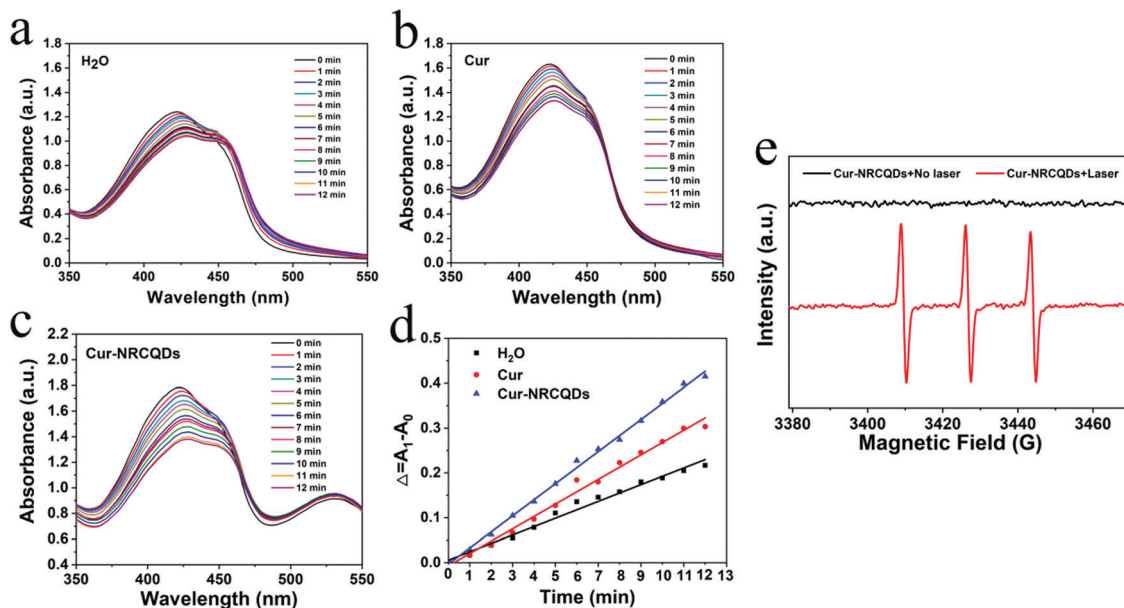 a
H₂O
0 min
1 min
2 min
3 min
4 min
5 min
6 min
7 min
8 min
9 min
10 min
11 min
12 min
1.8
1.6
1.4
1.2
1.0
0.8
0.6
0.4
0.2
0.0
Absorbance (a.u.)
350 400 450 500 550
Wavelength (nm)
b
Cur
0 min
1 min
2 min
3 min
4 min
5 min
6 min
7 min
8 min
9 min
10 min
11 min
12 min
1.8
1.6
1.4
1.2
1.0
0.8
0.6
0.4
0.2
0.0
Absorbance (a.u.)
350 400 450 500 550
Wavelength (nm)
c
Cur-NRCQDs
0 min
1 min
2 min
3 min
4 min
5 min
6 min
7 min
8 min
9 min
10 min
11 min
12 min
2.2
2.0
1.8
1.6
1.4
1.2
1.0
0.8
0.6
0.4
Absorbance (a.u.)
350 400 450 500 550
Wavelength (nm)
d
H₂O
Cur
Cur-NRCQDs
0.5
0.4
0.3
0.2
0.1
0.0
△=A₁-A₀
0 1 2 3 4 5 6 7 8 9 10 11 12 13
Time (min)
e
Cur-NRCQDs+No laser
Cur-NRCQDs+Laser
Intensity (a.u.)
3380 3400 3420 3440 3460
Magnetic Field (G)